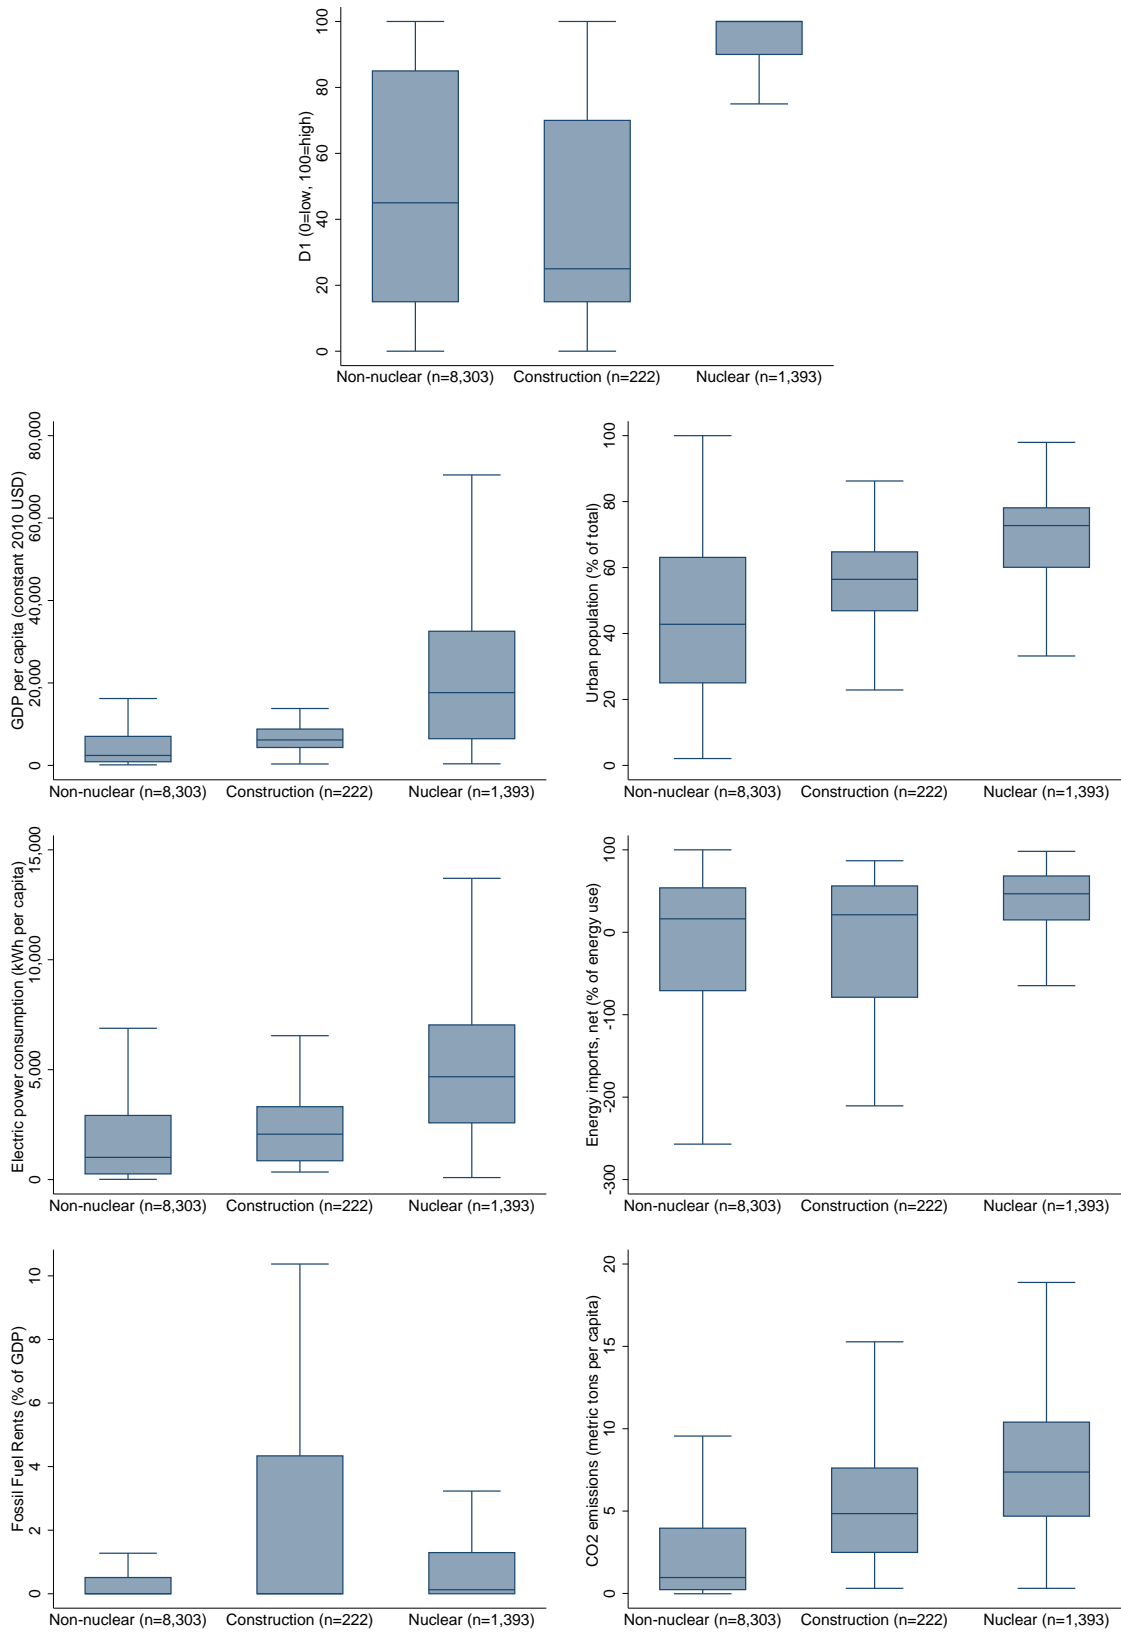 D1 (0=low, 100=high)
100
80
60
40
20
0
Non-nuclear (n=8,303) Construction (n=222) Nuclear (n=1,393)
GDP per capita (constant 2010 USD)
80,000
60,000
40,000
20,000
0
Non-nuclear (n=8,303) Construction (n=222) Nuclear (n=1,393)
Urban population (% of total)
100
80
60
40
20
0
Non-nuclear (n=8,303) Construction (n=222) Nuclear (n=1,393)
Electric power consumption (kWh per capita)
15,000
10,000
5,000
0
Non-nuclear (n=8,303) Construction (n=222) Nuclear (n=1,393)
Energy imports, net (% of energy use)
100
0
-100
-200
-300
Non-nuclear (n=8,303) Construction (n=222) Nuclear (n=1,393)
Fossil Fuel Rents (% of GDP)
10
8
6
4
2
0
Non-nuclear (n=8,303) Construction (n=222) Nuclear (n=1,393)
CO2 emissions (metric tons per capita)
20
15
10
5
0
Non-nuclear (n=8,303) Construction (n=222) Nuclear (n=1,393)